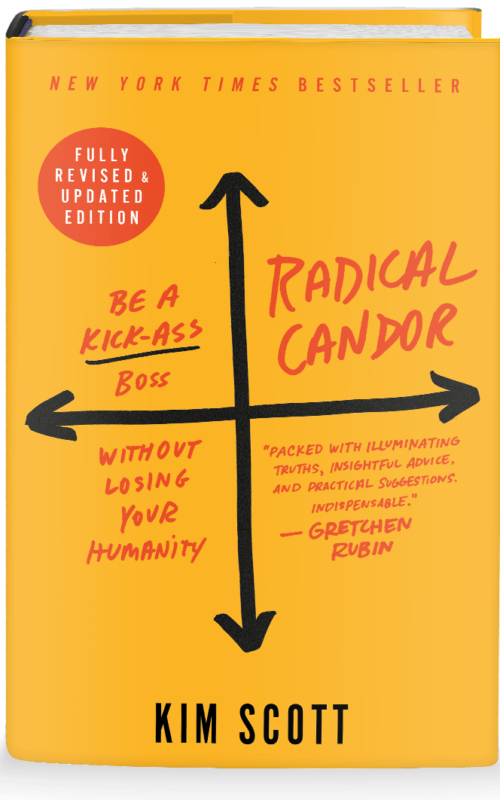 NEW YORK TIMES BESTSELLER
FULLY
REVISED &
UPDATED
EDITION
RADICAL
CANDOR
BE A
KICK-ASS
BOSS
WITHOUT
LOSING
YOUR
HUMANITY
"PACKED WITH ILLUMINATING
TRUTHS, INSIGHTFUL ADVICE,
AND PRACTICAL SUGGESTIONS.
INDISPENSABLE."
— GRETCHEN
RUBIN
KIM SCOTT